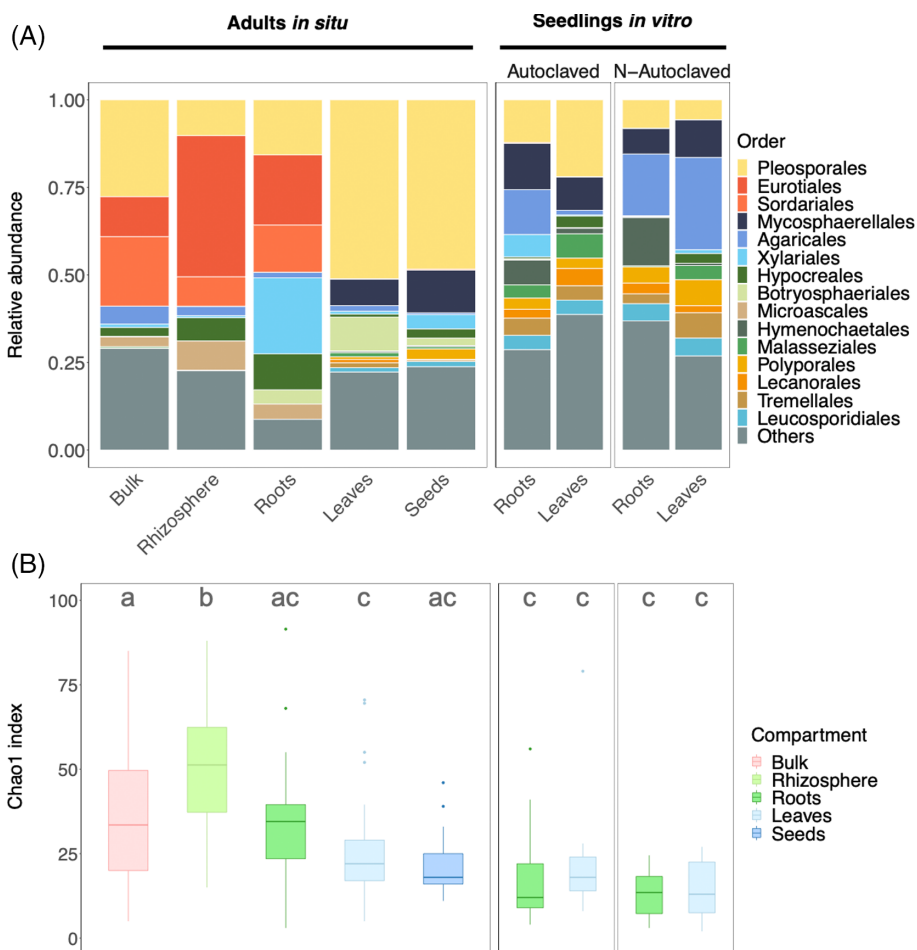 (A)
Adults in situ
Seedlings in vitro
Autoclaved
N−Autoclaved
Relative abundance
1.00
0.75
0.50
0.25
0.00
Bulk
Rhizosphere
Roots
Leaves
Seeds
Roots
Leaves
Roots
Leaves
Order
Pleosporales
Eurotiales
Sordariales
Mycosphaerellales
Agaricales
Xylariales
Hypocreales
Botryosphaeriales
Microascales
Hymenochaetales
Malasseziales
Polyporales
Lecanorales
Tremellales
Leucosporidiales
Others
(B)
Chao1 index
100
75
50
25
0
a b ac c ac c c c c
Compartment
Bulk
Rhizosphere
Roots
Leaves
Seeds